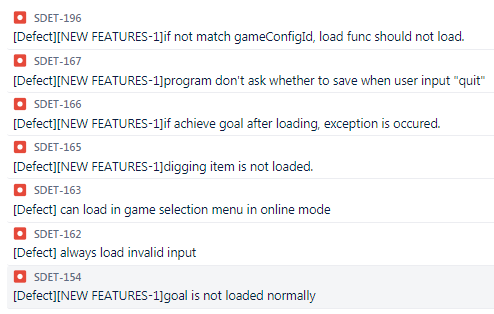 SDET-196
[Defect][NEW FEATURES-1]if not match gameConfigId, load func should not load.
SDET-167
[Defect][NEW FEATURES-1]program don't ask whether to save when user input "quit"
SDET-166
[Defect][NEW FEATURES-1]if achieve goal after loading, exception is occured.
SDET-165
[Defect][NEW FEATURES-1]digging item is not loaded.
SDET-163
[Defect] can load in game selection menu in online mode
SDET-162
[Defect] always load invalid input
SDET-154
[Defect][NEW FEATURES-1]goal is not loaded normally